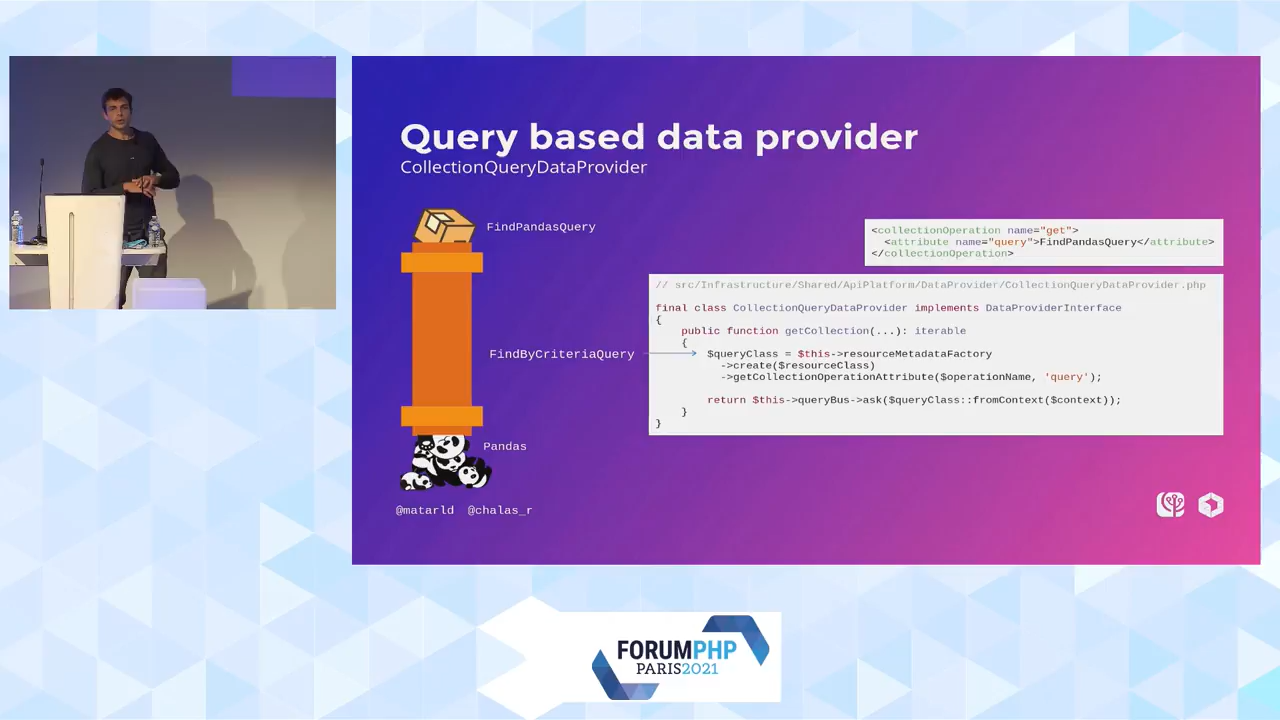 Query based data provider
CollectionQueryDataProvider
FindPandasQuery
<collectionOperation name="get">
  <attribute name="query">FindPandasQuery</attribute>
</collectionOperation>
// src/Infrastructure/Shared/ApiPlatform/DataProvider/CollectionQueryDataProvider.php
final class CollectionQueryDataProvider implements DataProviderInterface
{
    public function getCollection(...): iterable
    {
        $queryClass = $this->resourceMetadataFactory
          ->create($resourceClass)
          ->getCollectionOperationAttribute($operationName, 'query');
        return $this->queryBus->ask($queryClass::fromContext($context));
    }
}
FindByCriteriaQuery
Pandas
@matarld @chalas_r
FORUMPHP
PARIS2021